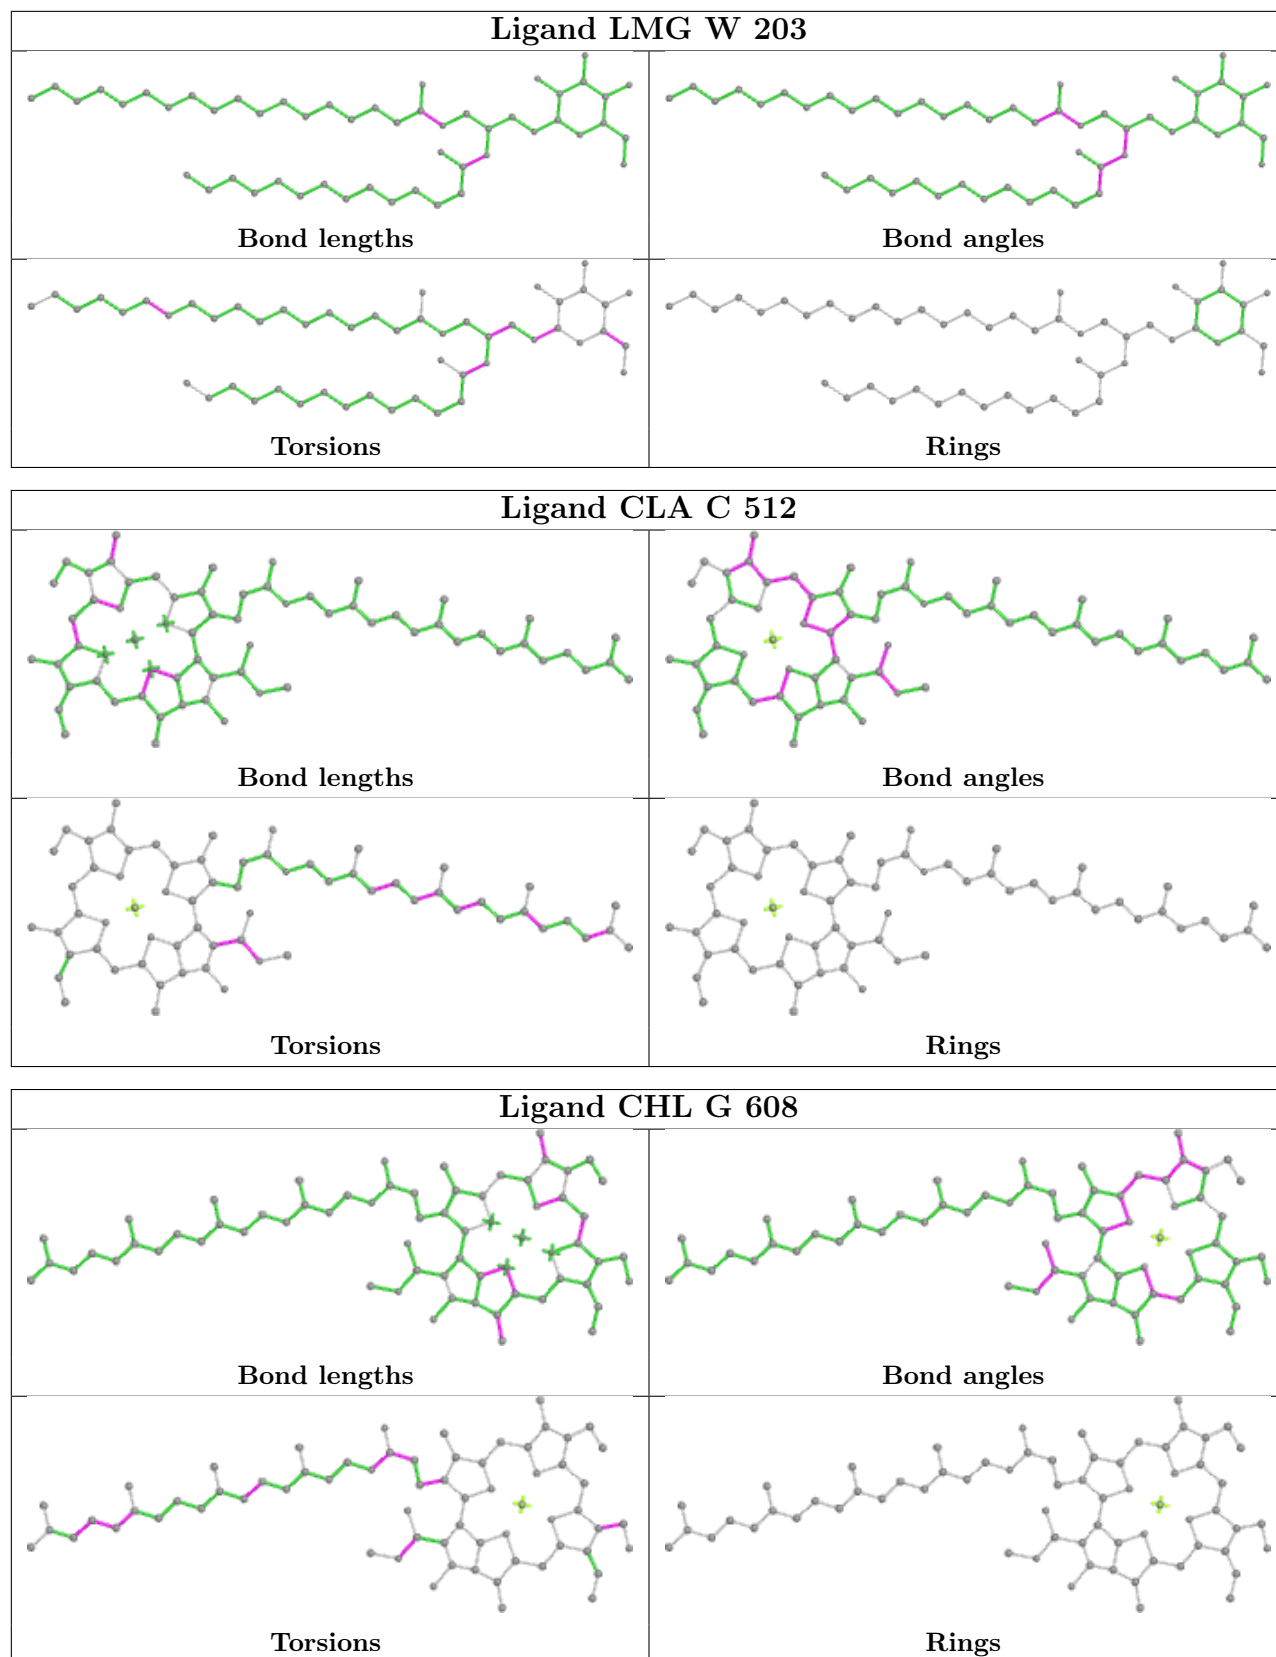 Ligand LMG W 203
Bond lengths
Bond angles
Torsions
Rings
Ligand CLA C 512
Bond lengths
Bond angles
Torsions
Rings
Ligand CHL G 608
Bond lengths
Bond angles
Torsions
Rings